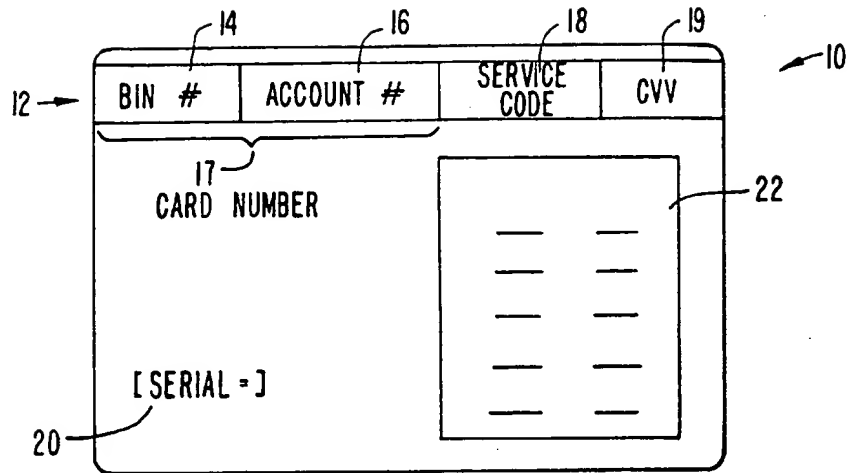 14 16 18 19
10
12 BIN # ACCOUNT # SERVICE CODE CVV
17
CARD NUMBER
22
[SERIAL=]
20